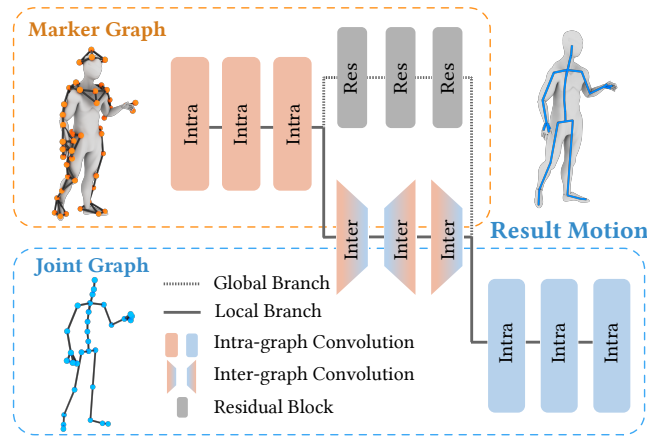 Marker Graph
Intra
Intra
Intra
Res
Res
Res
Inter
Inter
Inter
Result Motion
Joint Graph
Global Branch
Local Branch
Intra-graph Convolution
Inter-graph Convolution
Residual Block
Intra
Intra
Intra